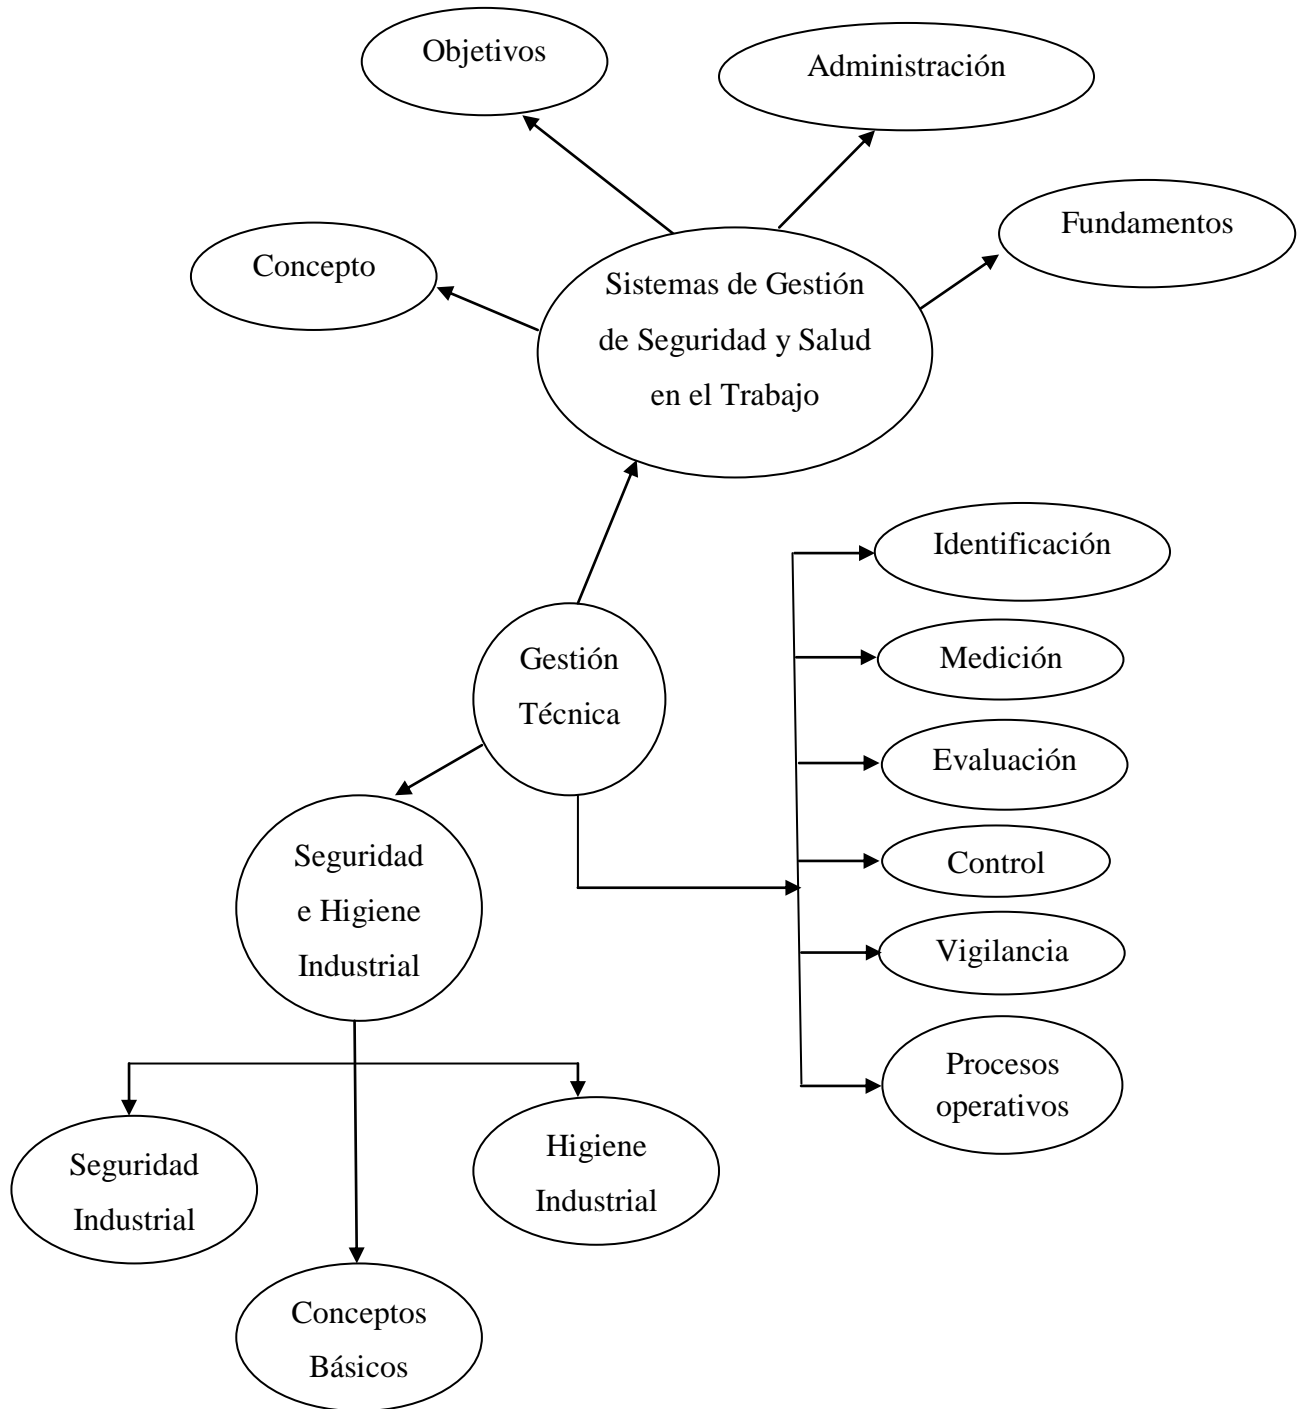 Objetivos
Administración
Fundamentos
Concepto
Sistemas de Gestión
de Seguridad y Salud
en el Trabajo
Identificación
Gestión
Técnica
Medición
Evaluación
Control
Vigilancia
Procesos
operativos
Seguridad
e Higiene
Industrial
Seguridad
Industrial
Higiene
Industrial
Conceptos
Básicos